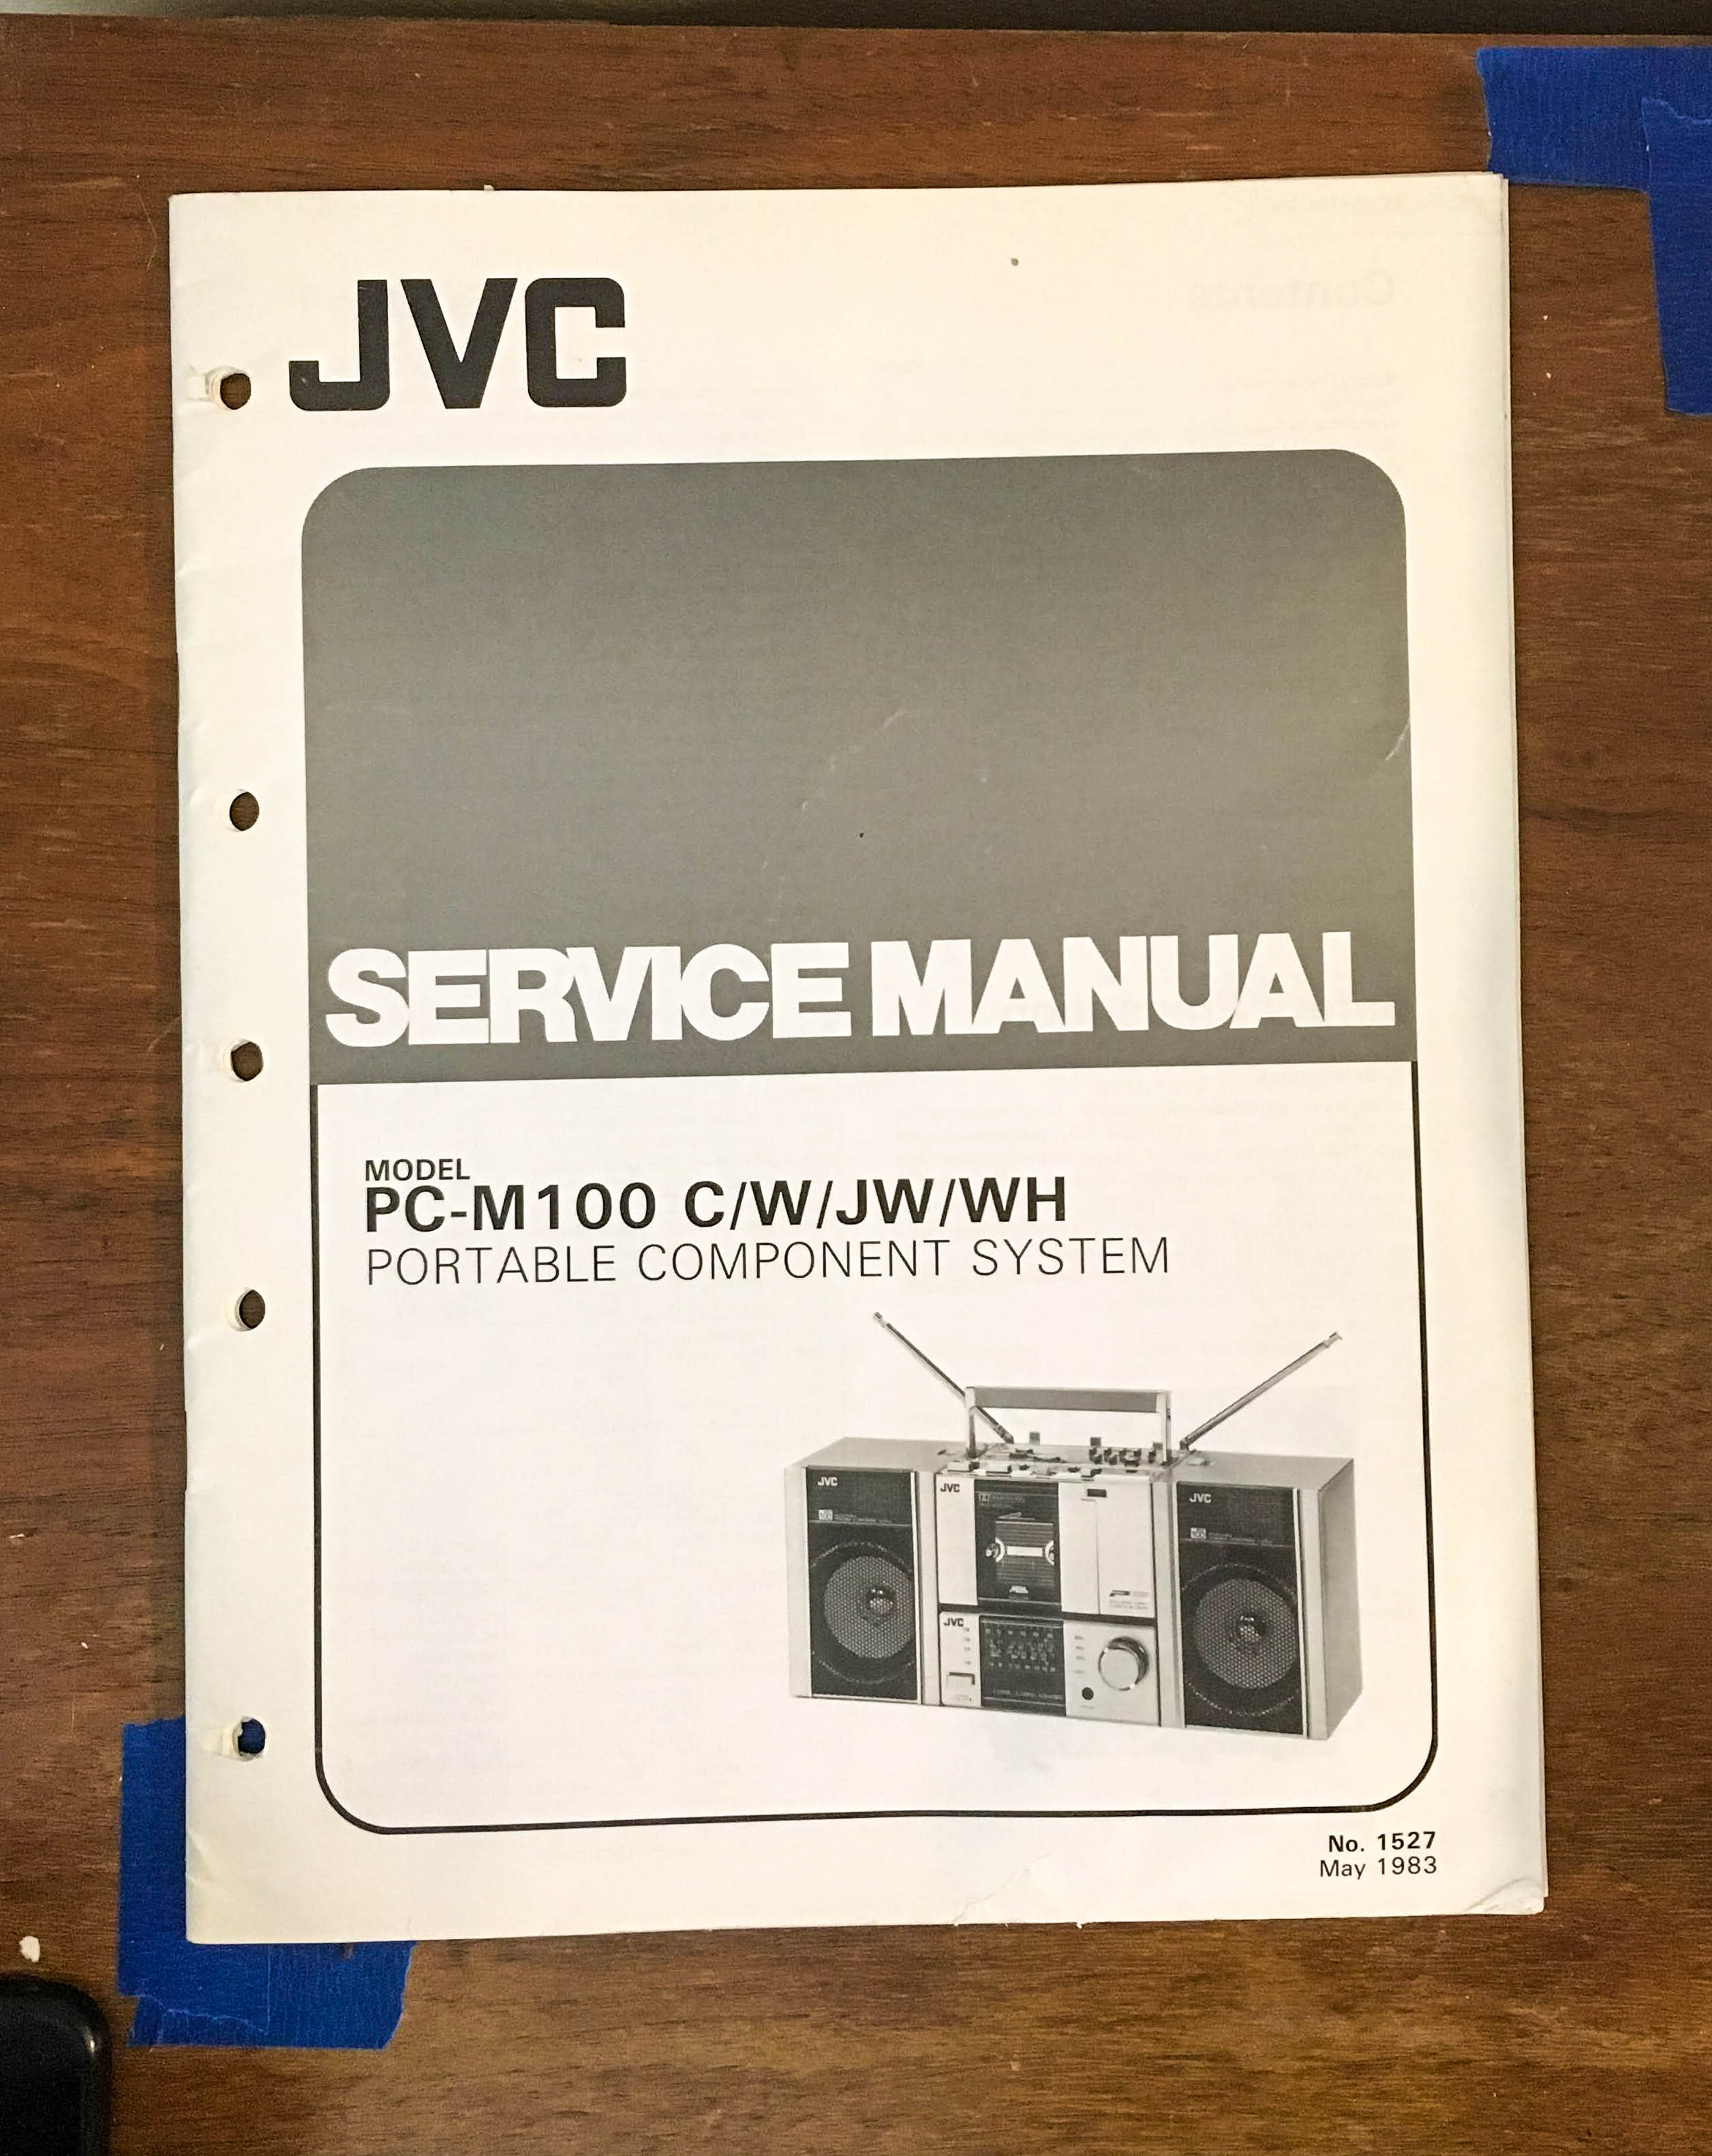 JVC
SERVICE MANUAL
MODEL
PC-M100 C/W/JW/WH
PORTABLE COMPONENT SYSTEM
JVC
JVC
JVC
JVC
No. 1527
May 1983